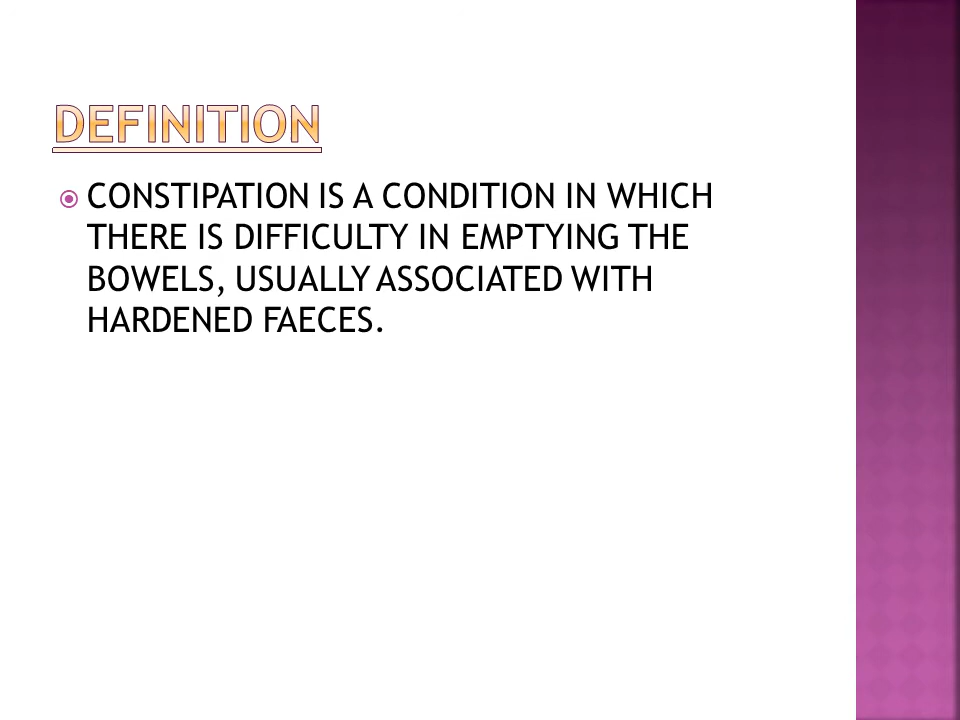 DEFINITION
CONSTIPATION IS A CONDITION IN WHICH
THERE IS DIFFICULTY IN EMPTYING THE
BOWELS, USUALLY ASSOCIATED WITH
HARDENED FAECES.